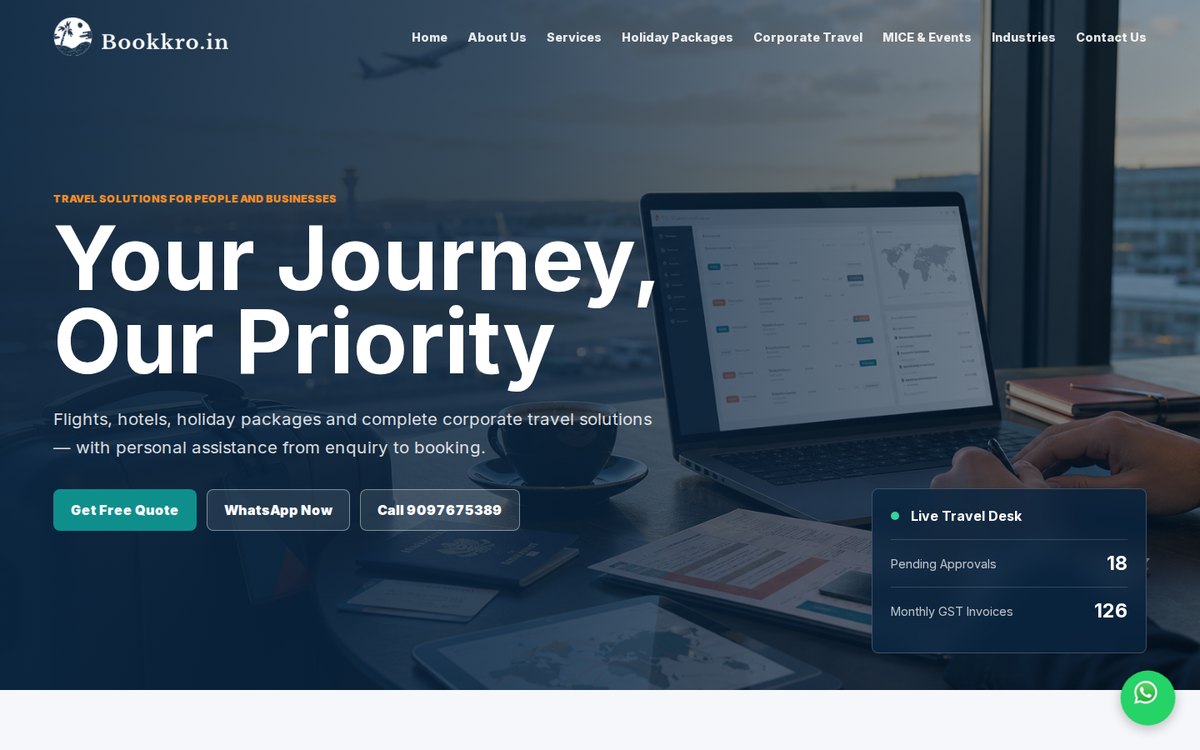 Bookkro.in
Home About Us Services Holiday Packages Corporate Travel MICE & Events Industries Contact Us
TRAVEL SOLUTIONS FOR PEOPLE AND BUSINESSES
Your Journey,
Our Priority
Flights, hotels, holiday packages and complete corporate travel solutions
— with personal assistance from enquiry to booking.
Get Free Quote WhatsApp Now Call 9097675389
Live Travel Desk
Pending Approvals 18
Monthly GST Invoices 126